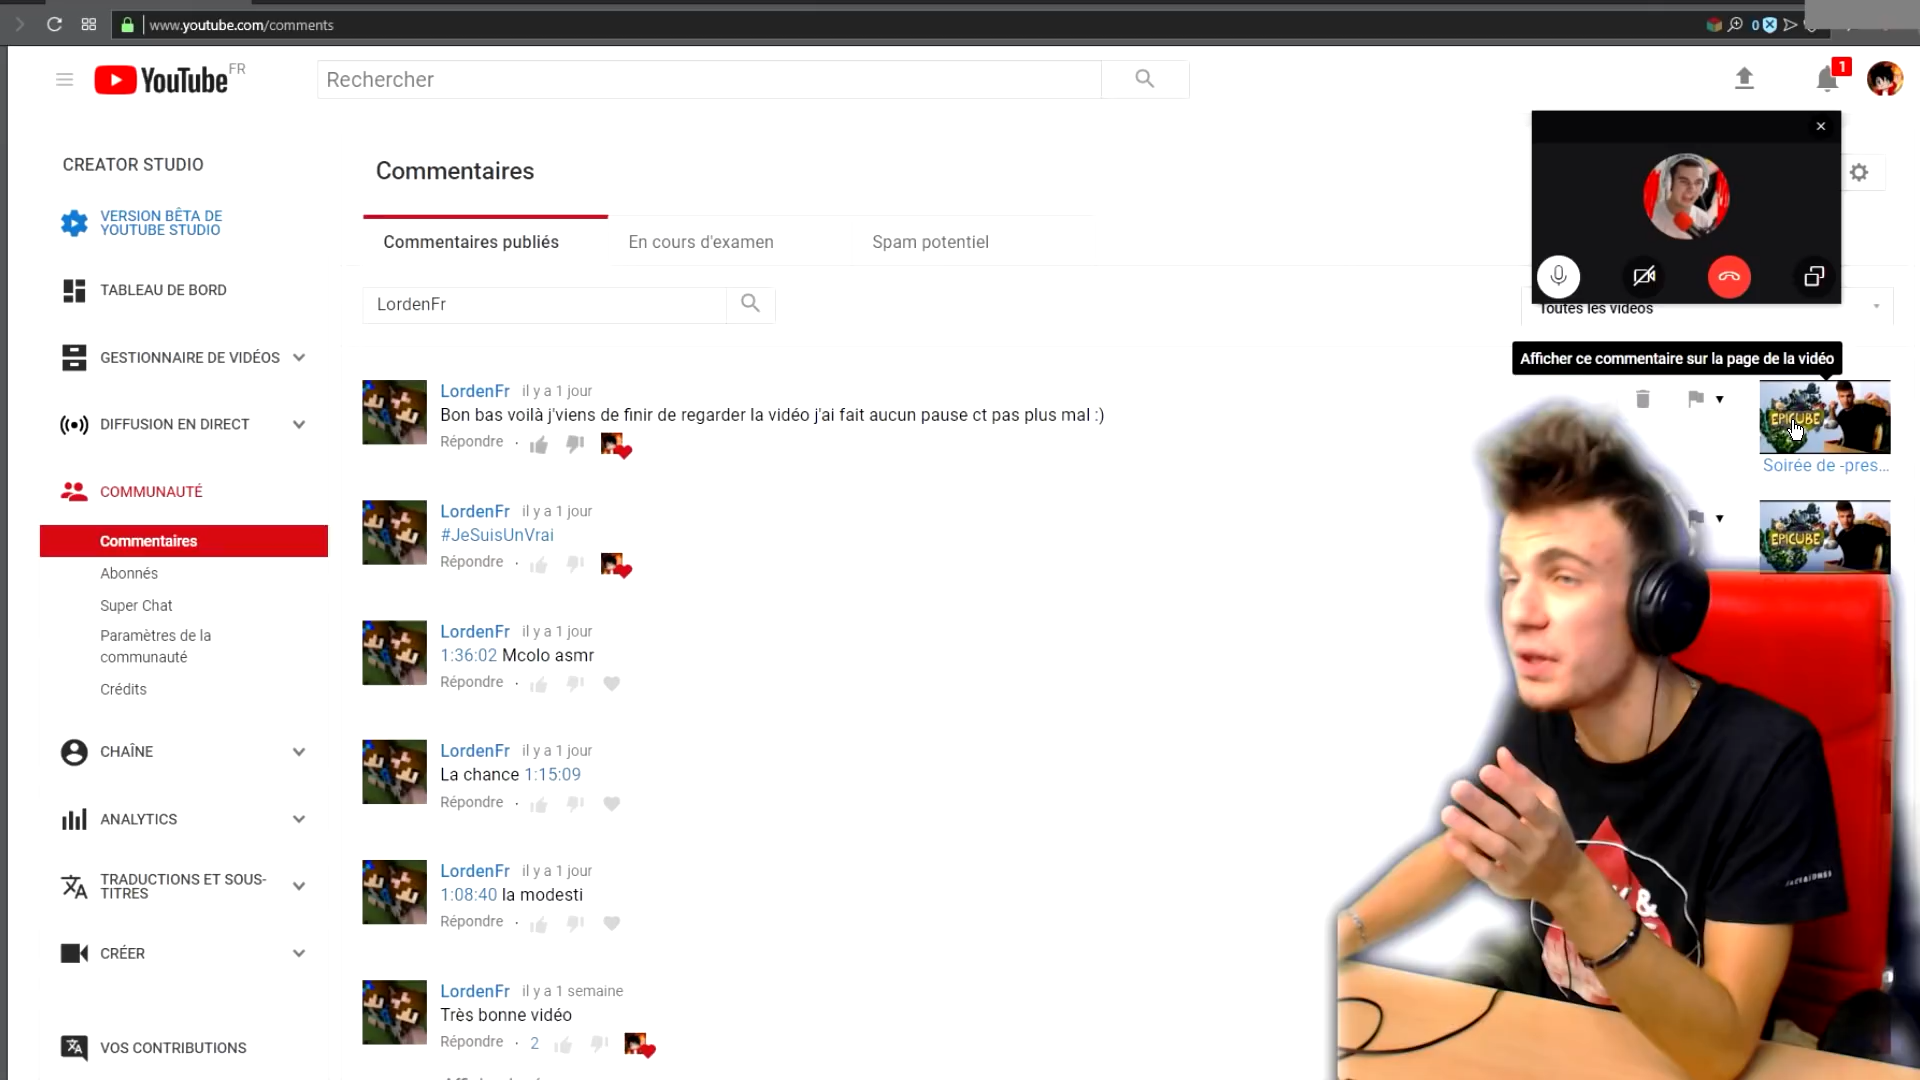 www.youtube.com/comments
0
YouTube FR
Rechercher
1
CREATOR STUDIO
VERSION BÊTA DE
YOUTUBE STUDIO
TABLEAU DE BORD
GESTIONNAIRE DE VIDÉOS
DIFFUSION EN DIRECT
COMMUNAUTÉ
Commentaires
Abonnés
Super Chat
Paramètres de la
communauté
Crédits
CHAÎNE
ANALYTICS
TRADUCTIONS ET SOUS-
TITRES
CRÉER
VOS CONTRIBUTIONS
Commentaires
Commentaires publiés
En cours d'examen
Spam potentiel
LordenFr
Toutes les vidéos
Afficher ce commentaire sur la page de la vidéo
LordenFr il y a 1 jour
Bon bas voilà j'viens de finir de regarder la vidéo j'ai fait aucun pause ct pas plus mal :)
Répondre
EPICUBE
Soirée de -pres...
LordenFr il y a 1 jour
#JeSuisUnVrai
Répondre
EPICUBE
LordenFr il y a 1 jour
1:36:02 Mcolo asmr
Répondre
LordenFr il y a 1 jour
La chance 1:15:09
Répondre
LordenFr il y a 1 jour
1:08:40 la modesti
Répondre
LordenFr il y a 1 semaine
Très bonne vidéo
Répondre · 2
&